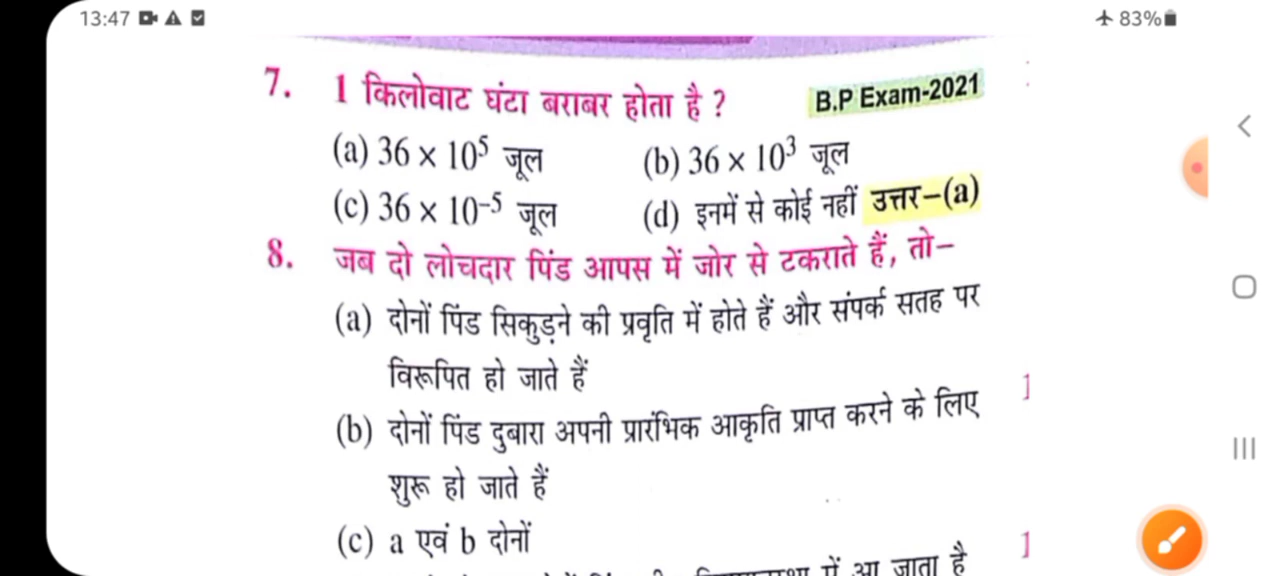 13:47
83%
7. 1 किलोवाट घंटा बराबर होता है ? B.P Exam-2021
(a) 36 × 10⁵ जूल (b) 36 × 10³ जूल
(c) 36 × 10⁻⁵ जूल (d) इनमें से कोई नहीं उत्तर–(a)
8. जब दो लोचदार पिंड आपस में जोर से टकराते हैं, तो–
(a) दोनों पिंड सिकुड़ने की प्रवृति में होते हैं और संपर्क सतह पर
विरूपित हो जाते हैं
(b) दोनों पिंड दुबारा अपनी प्रारंभिक आकृति प्राप्त करने के लिए
शुरू हो जाते हैं
(c) a एवं b दोनों
में आ जाता है